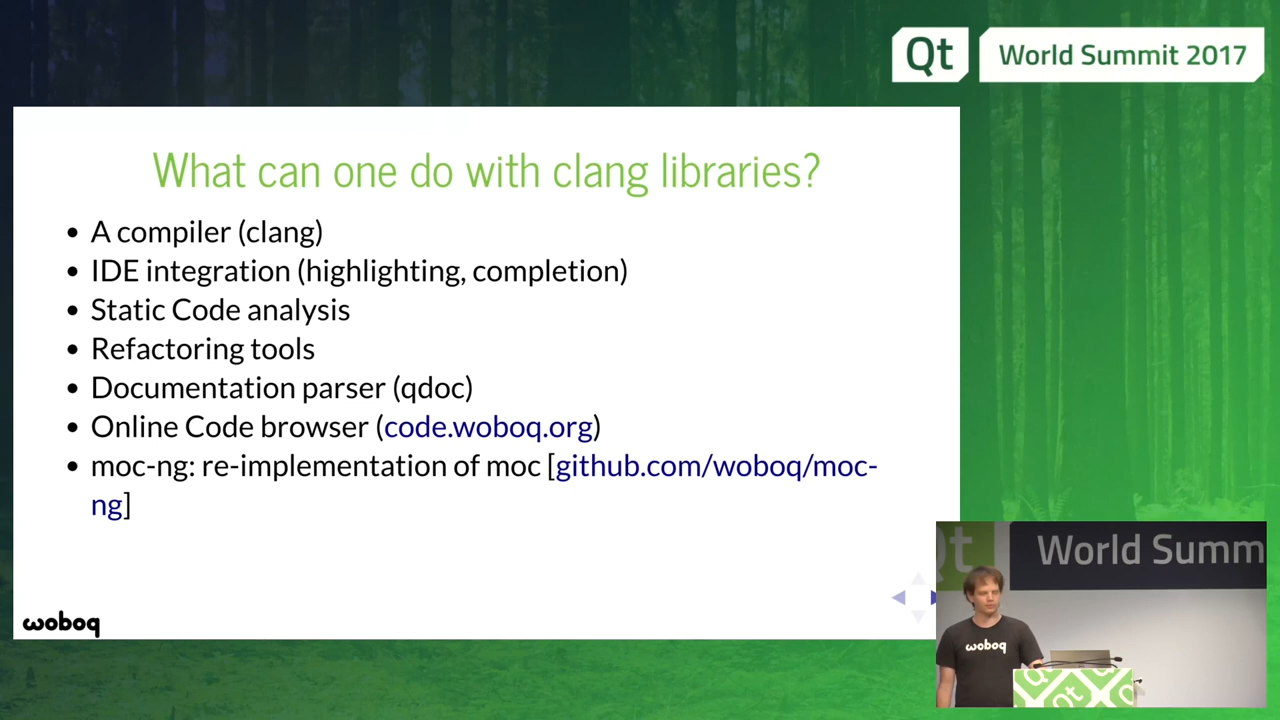 Qt World Summit 2017
What can one do with clang libraries?
• A compiler (clang)
• IDE integration (highlighting, completion)
• Static Code analysis
• Refactoring tools
• Documentation parser (qdoc)
• Online Code browser (code.woboq.org)
• moc-ng: re-implementation of moc [github.com/woboq/moc-
ng]
woboq
Qt World Summ
woboq
Qt